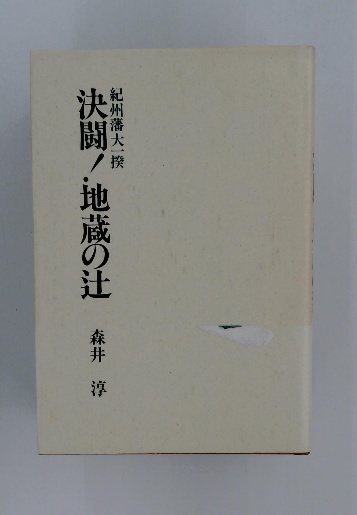 紀州藩大一揆
決闘!地蔵の辻
森井 淳